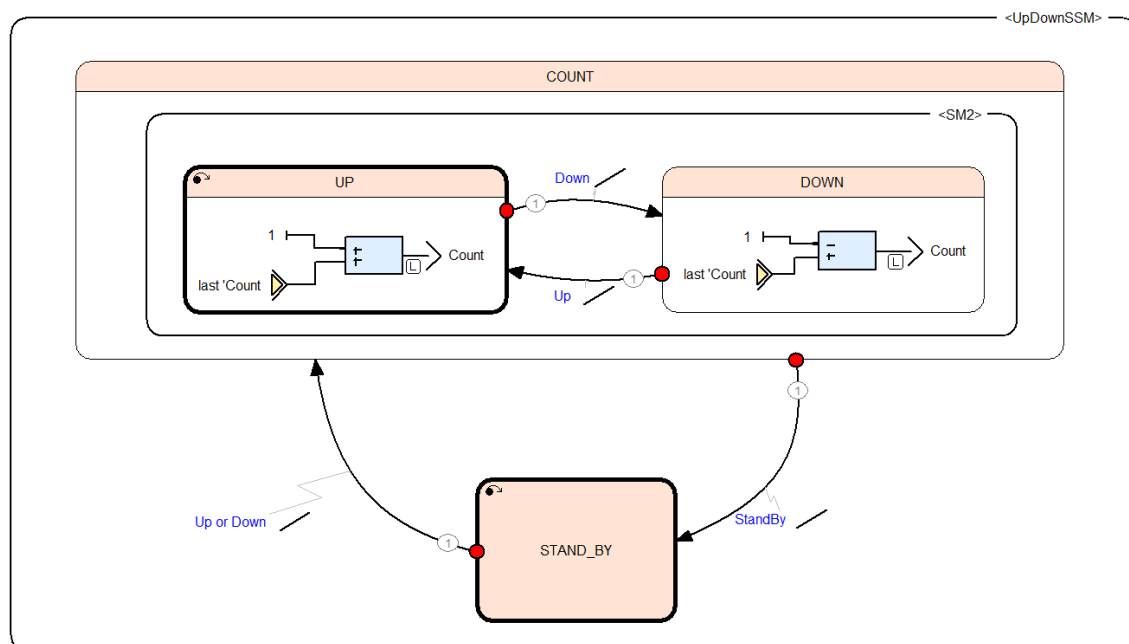 <UpDownSSM>
COUNT
<SM2>
UP
Down
1
DOWN
1
+
+
L
Count
last 'Count
1
Up
1
−
+
L
Count
last 'Count
1
1
Up or Down
1
STAND_BY
StandBy